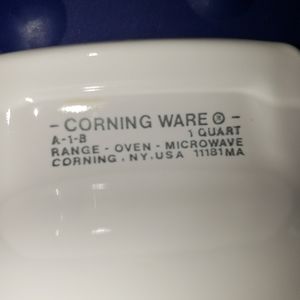 - CORNING WARE ® -
A-1-B 1 QUART
RANGE - OVEN - MICROWAVE
CORNING . NY. USA 11181MA